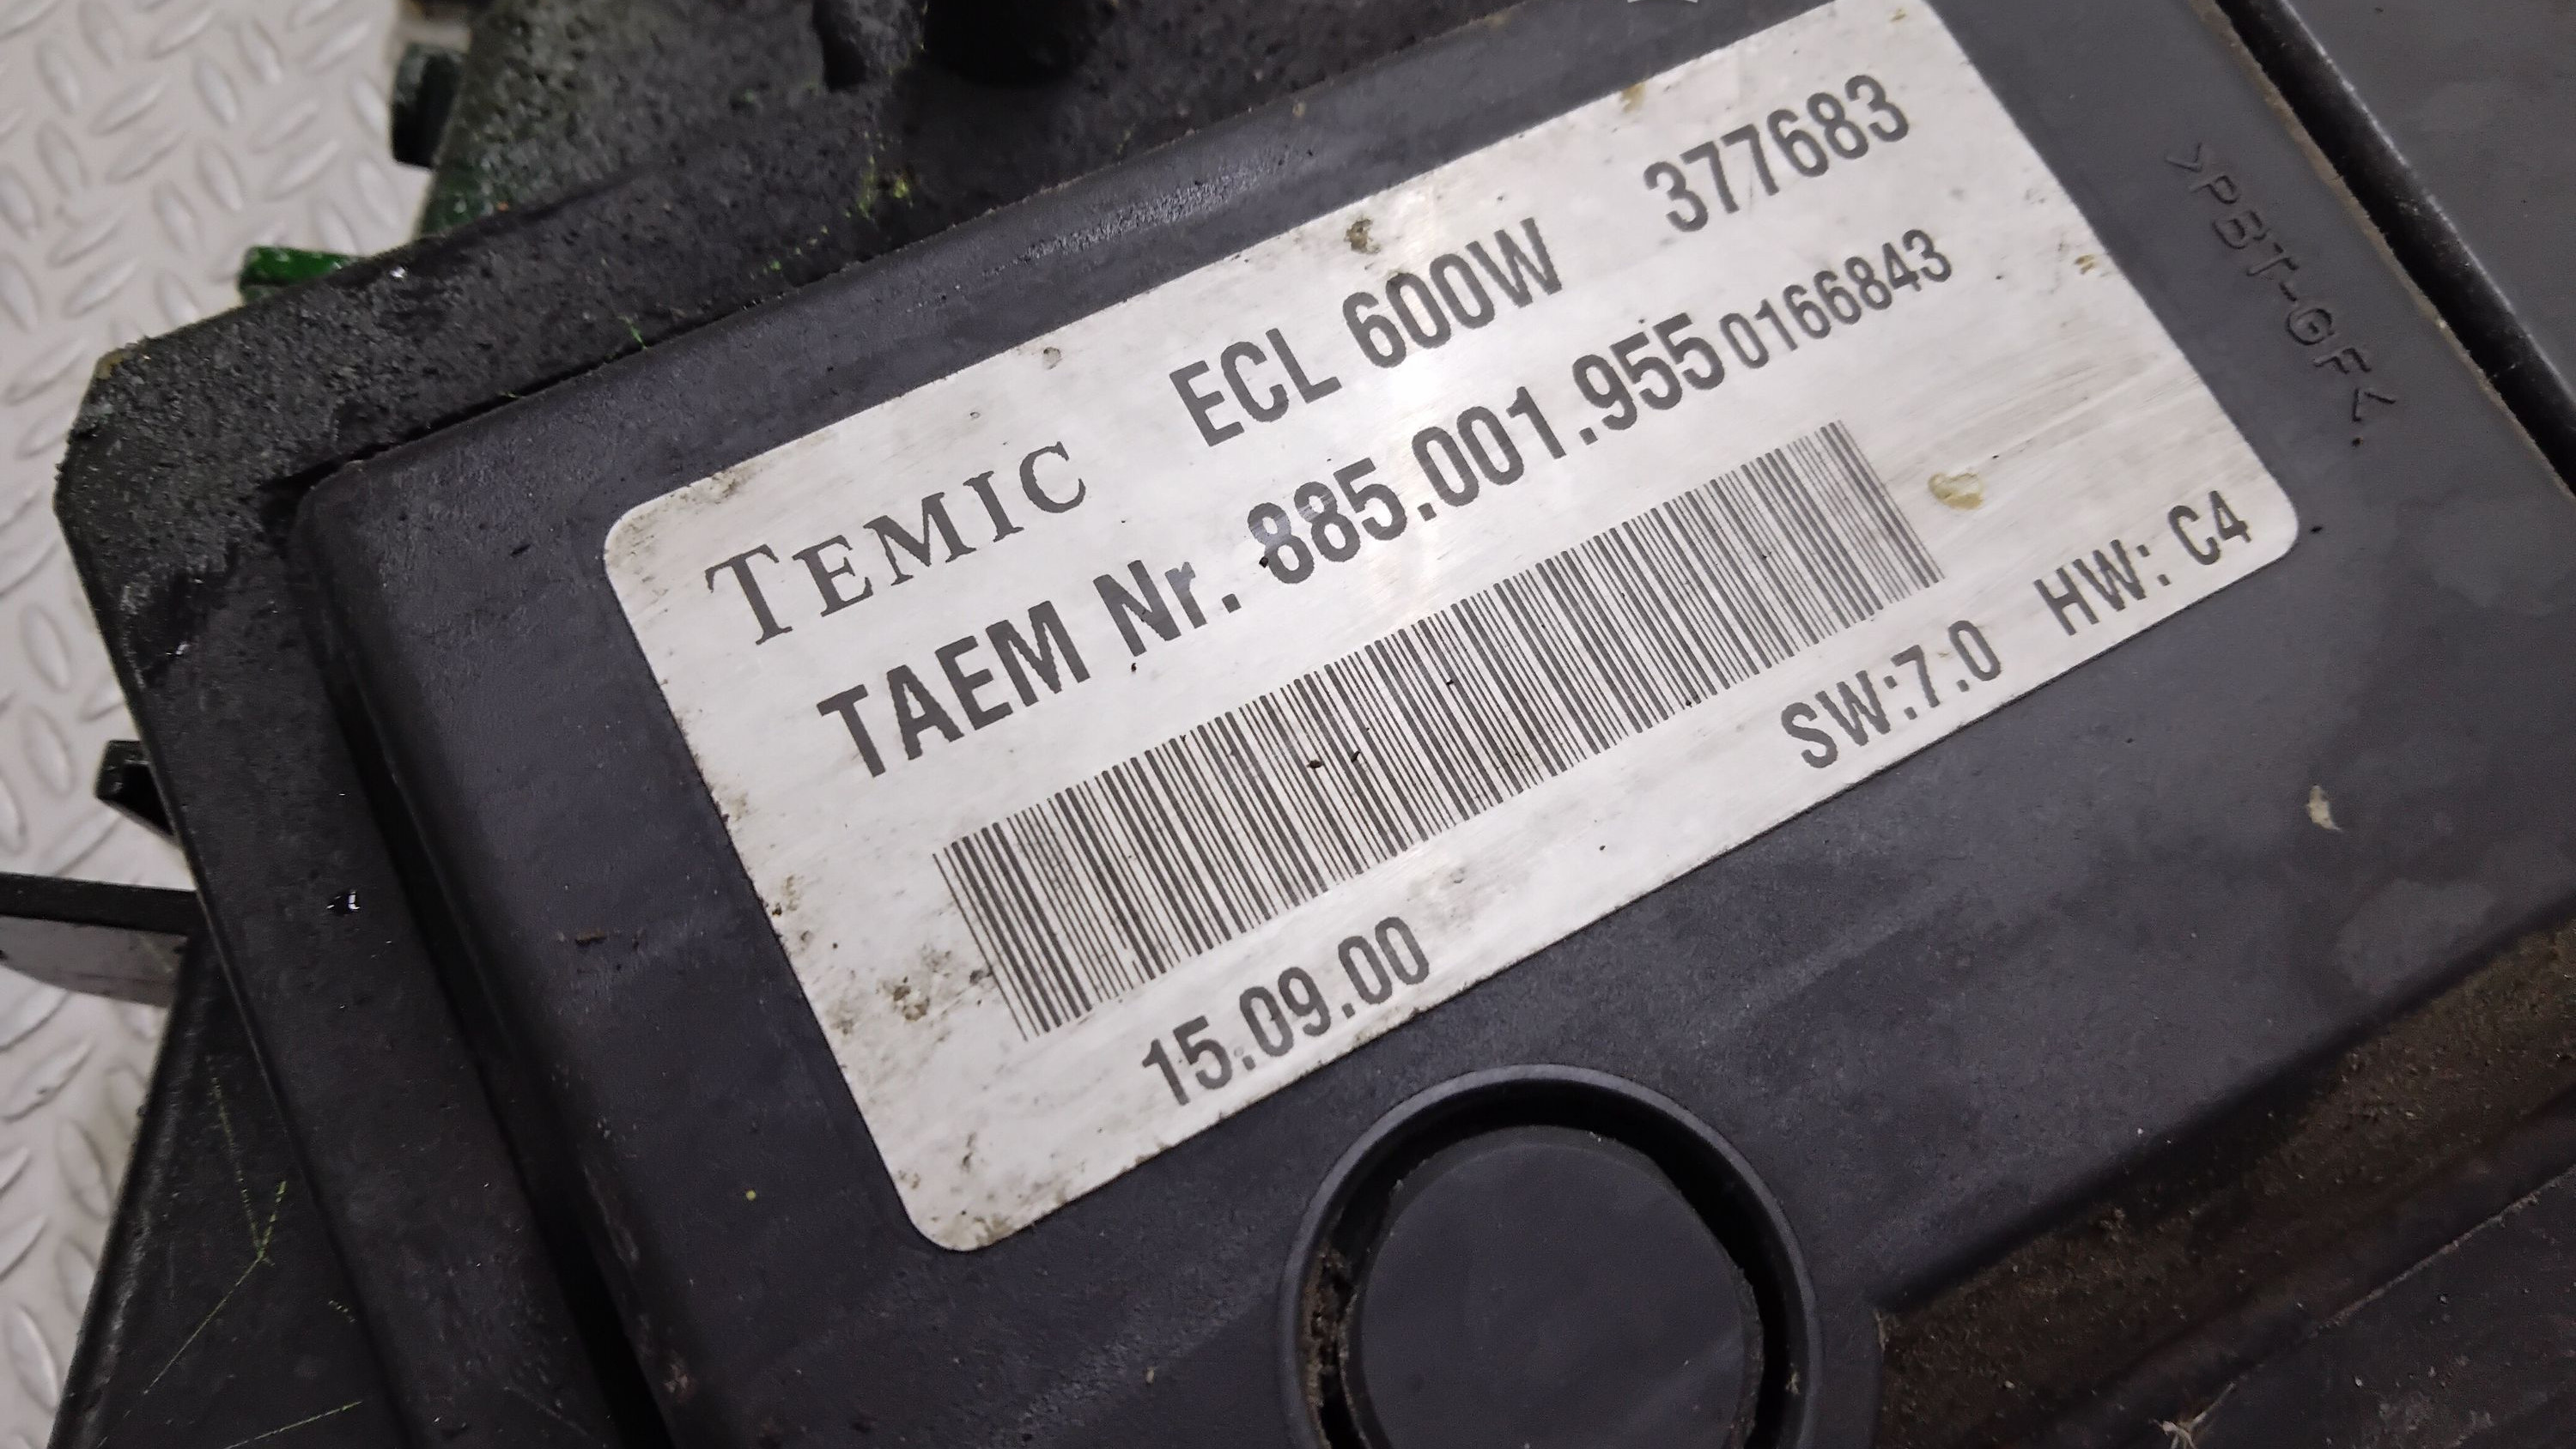 TEMIC ECL 600W 377683
TAEM Nr. 885.001.955 0166843
SW:7.0 HW: C4
15.09.00
>PBT-GF<